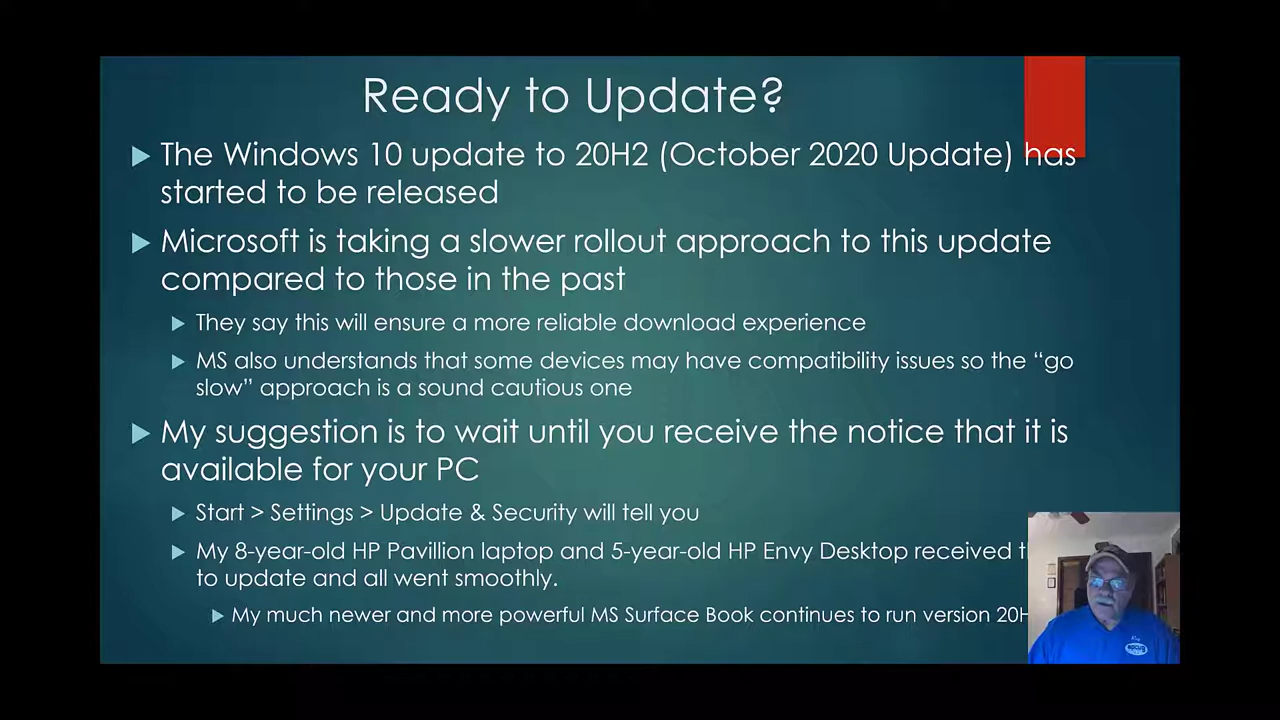 Ready to Update?
The Windows 10 update to 20H2 (October 2020 Update) has
started to be released
Microsoft is taking a slower rollout approach to this update
compared to those in the past
They say this will ensure a more reliable download experience
MS also understands that some devices may have compatibility issues so the “go
slow” approach is a sound cautious one
My suggestion is to wait until you receive the notice that it is
available for your PC
Start > Settings > Update & Security will tell you
My 8-year-old HP Pavillion laptop and 5-year-old HP Envy Desktop received
to update and all went smoothly.
My much newer and more powerful MS Surface Book continues to run version